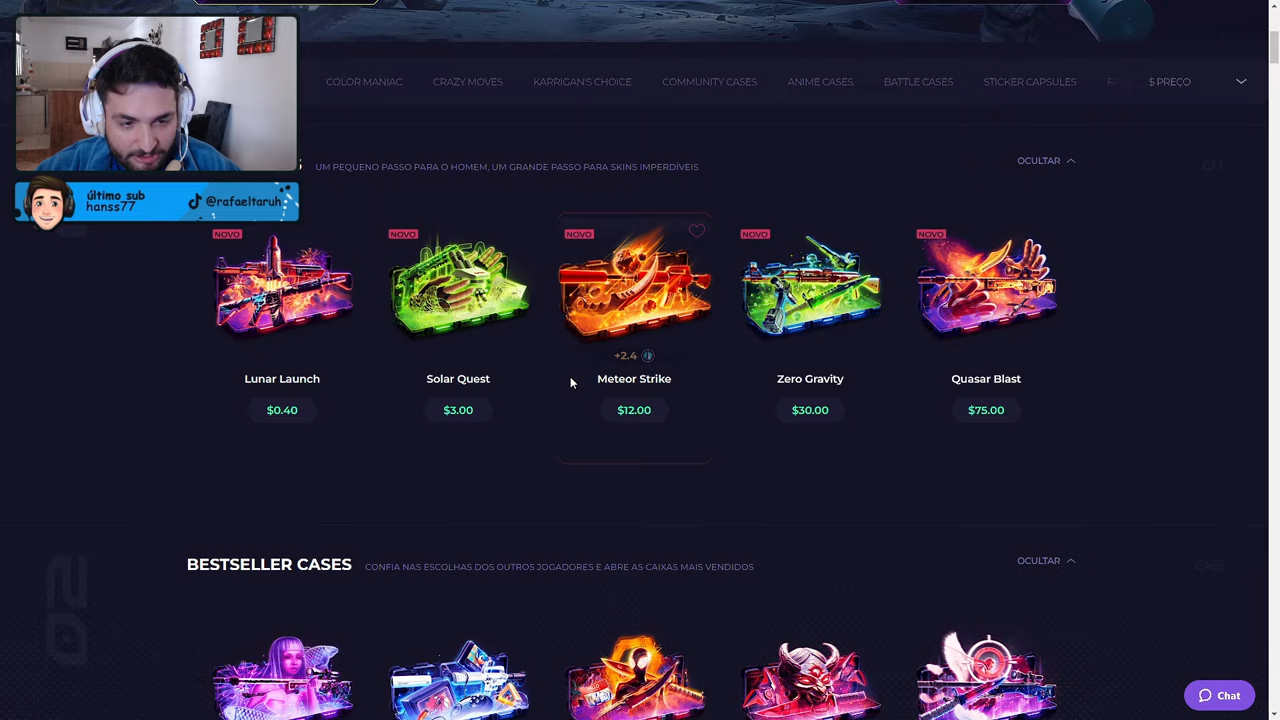 COLOR MANIAC CRAZY MOVES KARRIGAN'S CHOICE COMMUNITY CASES ANIME CASES BATTLE CASES STICKER CAPSULES $ PREÇO
UM PEQUENO PASSO PARA O HOMEM, UM GRANDE PASSO PARA SKINS IMPERDÍVEIS OCULTAR
último sub
hanss77
@rafaeltaruh
NOVO NOVO NOVO NOVO NOVO
+2.4
Lunar Launch Solar Quest Meteor Strike Zero Gravity Quasar Blast
$0.40 $3.00 $12.00 $30.00 $75.00
02
BESTSELLER CASES CONFIA NAS ESCOLHAS DOS OUTROS JOGADORES E ABRE AS CAIXAS MAIS VENDIDOS OCULTAR
Chat